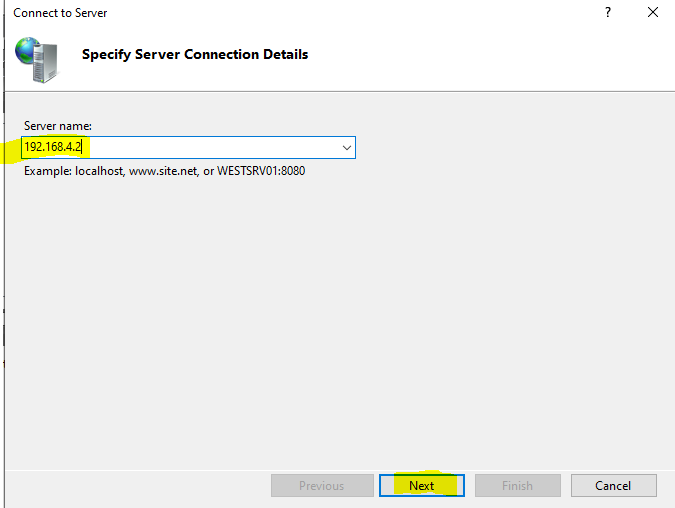 Connect to Server
?
Specify Server Connection Details
Server name:
192.168.4.2
Example: localhost, www.site.net, or WESTSRV01:8080
Previous Next Finish Cancel